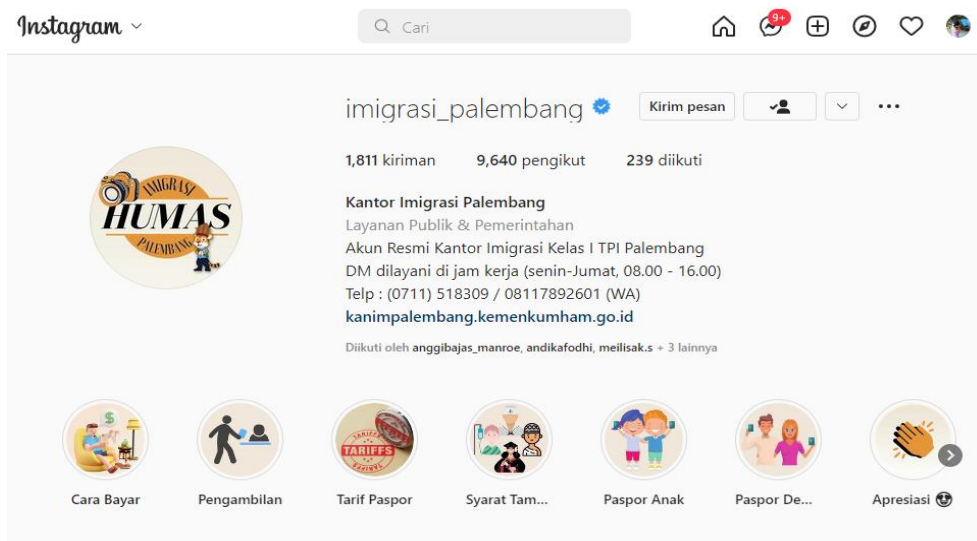 Instagram
Cari
9+
imigrasi_palembang
Kirim pesan
1,811 kiriman 9,640 pengikut 239 diikuti
IMIGRASI
HUMAS
PALEMBANG
Kantor Imigrasi Palembang
Layanan Publik & Pemerintahan
Akun Resmi Kantor Imigrasi Kelas I TPI Palembang
DM dilayani di jam kerja (senin-Jumat, 08.00 - 16.00)
Telp : (0711) 518309 / 08117892601 (WA)
kanimpalembang.kemenkumham.go.id
Diikuti oleh anggibajas_manroe, andikafodhi, meilisak.s + 3 lainnya
$
TARIFFS
Cara Bayar Pengambilan Tarif Paspor Syarat Tam... Paspor Anak Paspor De... Apresiasi 🤩